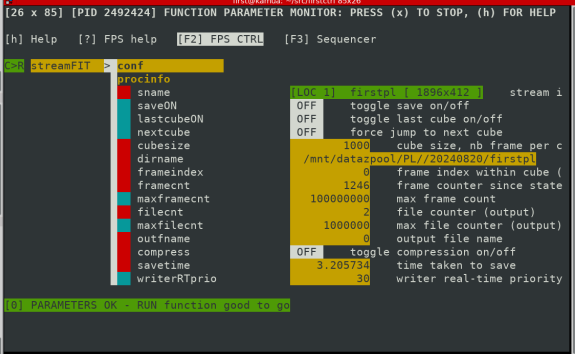 first@kamua: ~/src/firstctrl 85x26
[26 x 85] [PID 2492424] FUNCTION PARAMETER MONITOR: PRESS (x) TO STOP, (h) FOR HELP
[h] Help [?] FPS help [F2] FPS CTRL [F3] Sequencer
C>R streamFIT > conf
procinfo
sname [LOC 1] firstpl [ 1896x412 ] stream i
saveON OFF toggle save on/off
lastcubeON OFF toggle last cube on/off
nextcube OFF force jump to next cube
cubesize 1000 cube size, nb frame per c
dirname /mnt/datazpool/PL//20240820/firstpl
frameindex 0 frame index within cube (
framecnt 1246 frame counter since state
maxframecnt 100000000 max frame count
filecnt 2 file counter (output)
maxfilecnt 1000000 max file counter (output)
outfname 0 output file name
compress OFF toggle compression on/off
savetime 3.205734 time taken to save
writerRTprio 30 writer real-time priority
[0] PARAMETERS OK - RUN function good to go